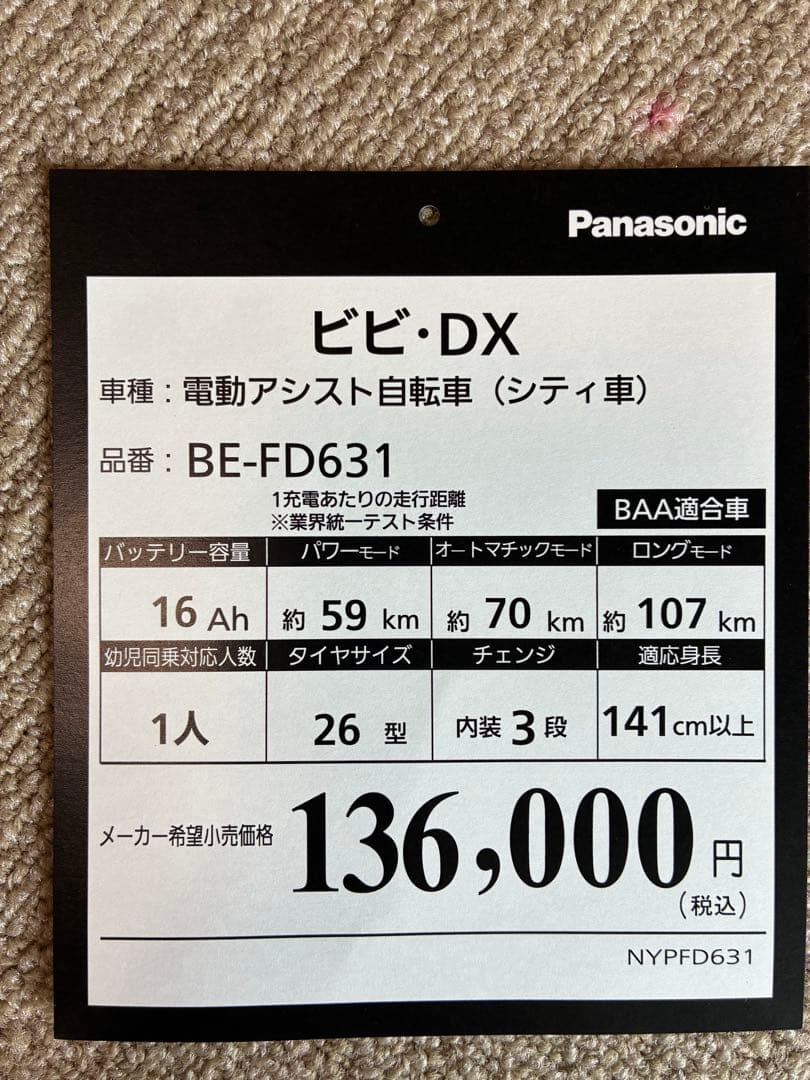 Panasonic
ビビ・DX
車種：電動アシスト自転車（シティ車）
品番：BE-FD631
1充電あたりの走行距離
※業界統一テスト条件
BAA適合車
バッテリー容量 パワーモード オートマチックモード ロングモード
16 Ah 約 59 km 約 70 km 約 107 km
幼児同乗対応人数 タイヤサイズ チェンジ 適応身長
1人 26 型 内装 3 段 141cm以上
メーカー希望小売価格 136,000 円
（税込）
NYPFD631